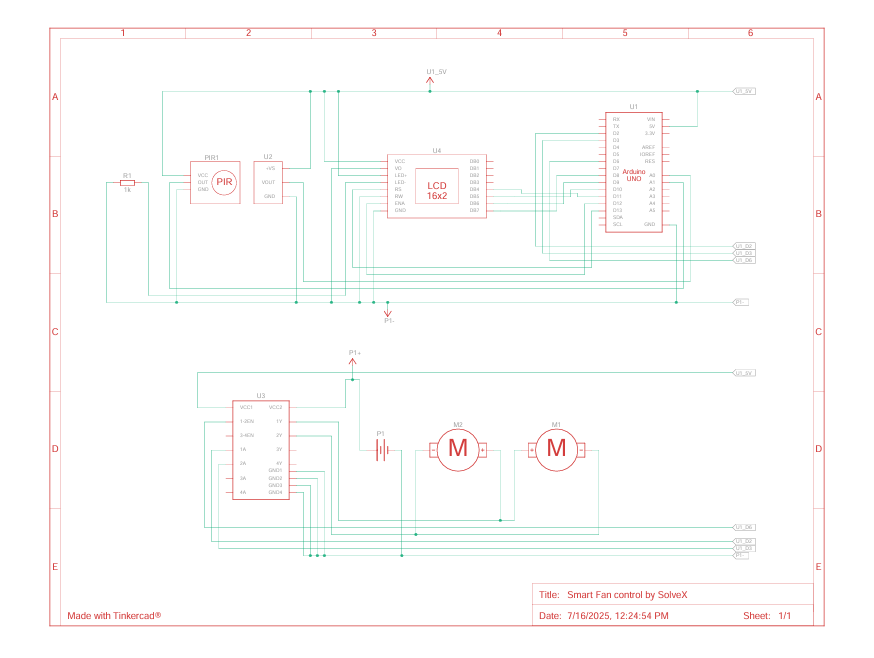 1 2 3 4 5 6
A A
B B
C C
D D
E E
U1_5V
U1_5V
U1
RX VIN
TX 5V
D2 3.3V
D3
D4 AREF
D5 IOREF
D6 RES
D7
D8 A0
D9 A1
D10 A2
D11 A3
D12 A4
D13 A5
SDA
SCL GND
Arduino
UNO
PIR1
VCC
OUT
GND
PIR
U2
+VS
VOUT
GND
R1
1k
U4
VCC DB0
VO DB1
LED+ DB2
LED- DB3
RS DB4
RW DB5
ENA DB6
GND DB7
LCD
16x2
U1_D2
U1_D3
U1_D6
P1-
P1-
P1+
U1_5V
U3
VCC1 VCC2
1-2EN 1Y
3-4EN 2Y
1A 3Y
2A 4Y
3A GND1
4A GND2
GND3
GND4
P1
M2
- M +
M1
+ M -
U1_D6
U1_D2
U1_D3
P1-
Title: Smart Fan control by SolveX
Made with Tinkercad®
Date: 7/16/2025, 12:24:54 PM Sheet: 1/1